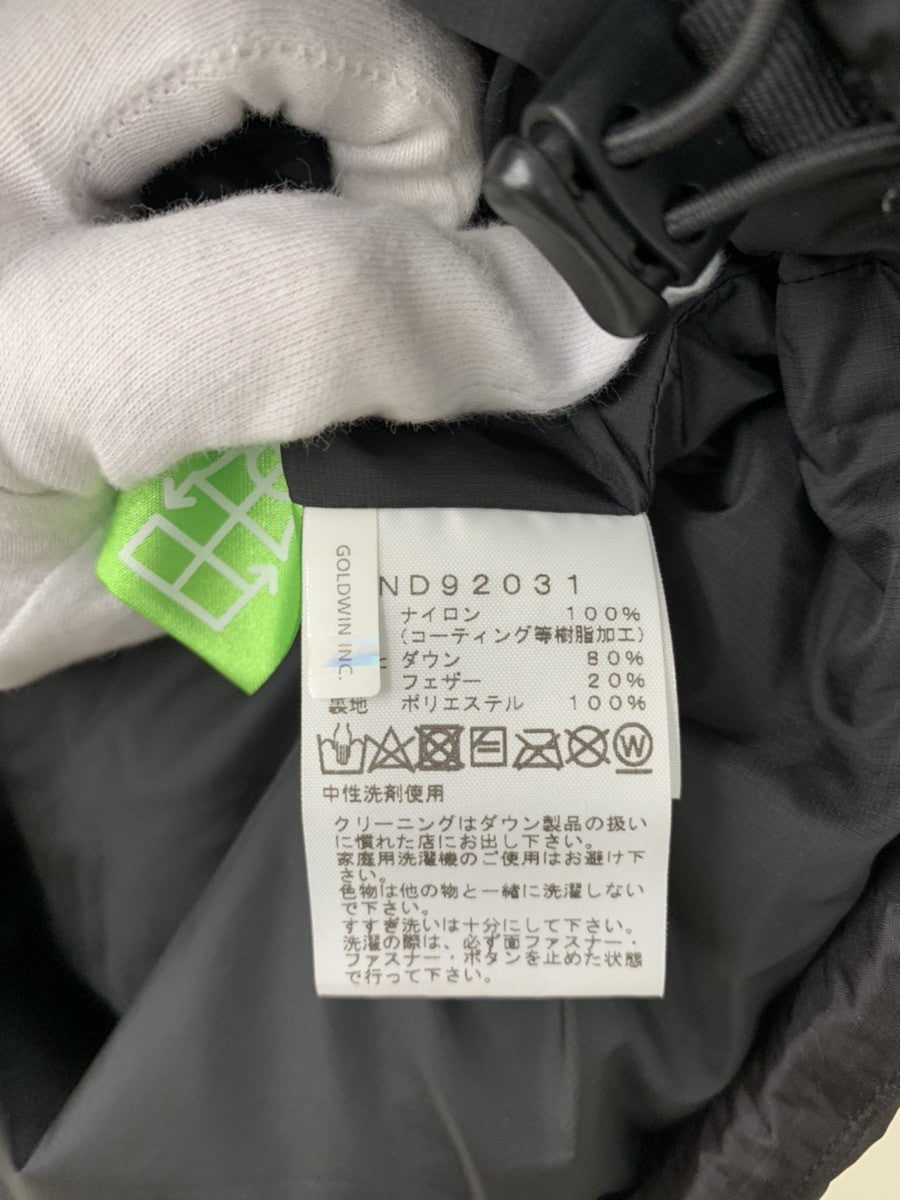 GOLDWIN INC.
ND92031
ナイロン 100%
(コーティング等樹脂加工)
と ダウン 80%
フェザー 20%
裏地 ポリエステル 100%
W
中性洗剤使用
クリーニングはダウン製品の扱い
に慣れた店にお出し下さい。
家庭用洗濯機のご使用はお避け下
さい。
色物は他の物と一緒に洗濯しない
で下さい。
すすぎ洗いは十分にして下さい。
洗濯の際は、必ず面ファスナー・
ファスナー・ボタンを止めた状態
で行って下さい。